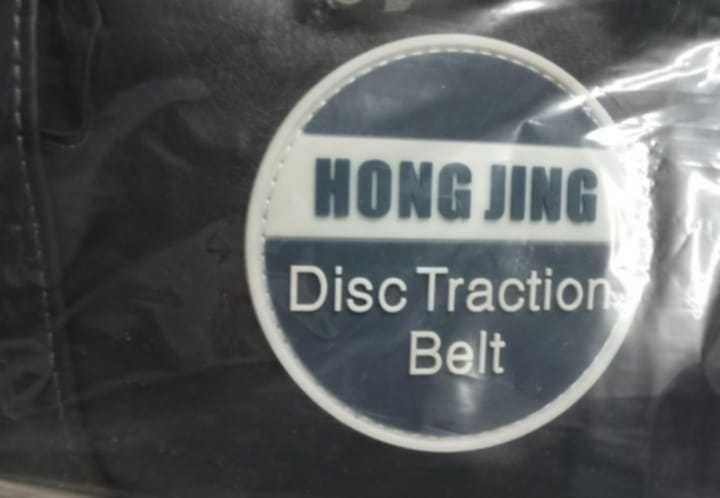 HONG JING
Disc Traction
Belt